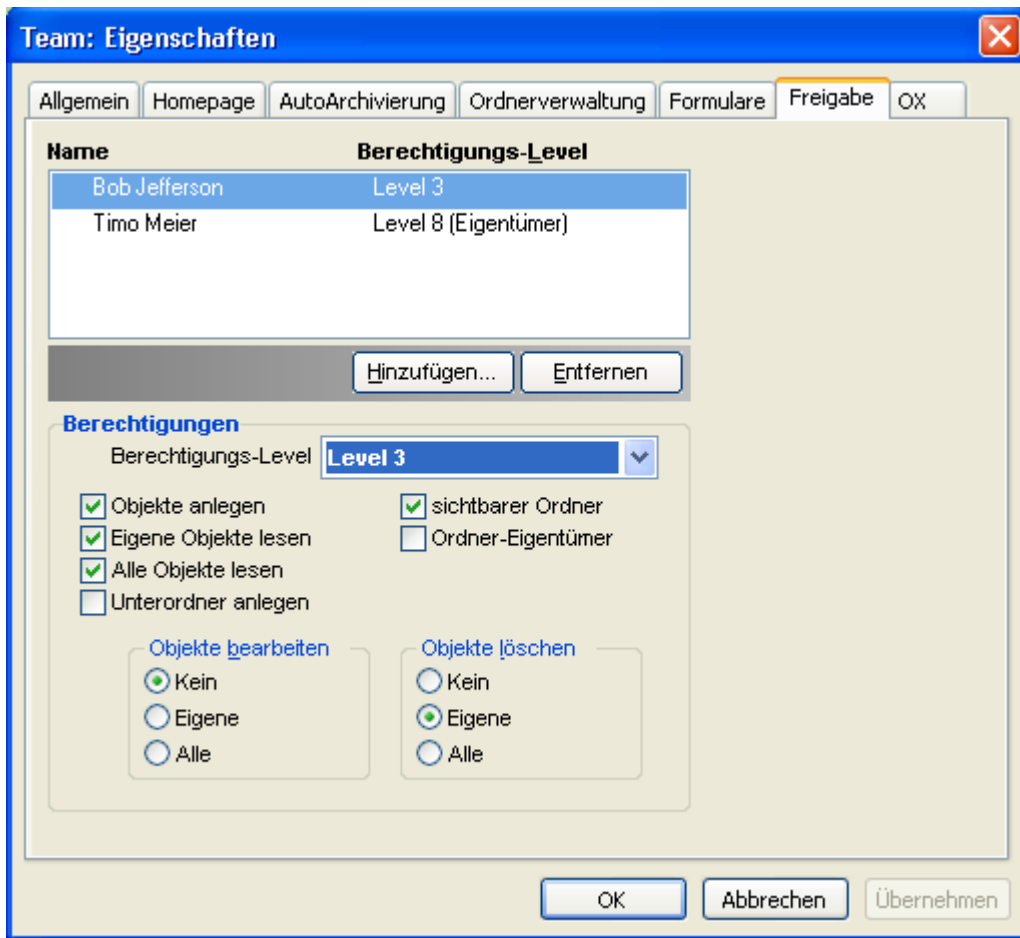 Team: Eigenschaften
Allgemein Homepage AutoArchivierung Ordnerverwaltung Formulare Freigabe OX
Name Berechtigungs-Level
Bob Jefferson Level 3
Timo Meier Level 8 (Eigentümer)
Hinzufügen... Entfernen
Berechtigungen
Berechtigungs-Level Level 3
Objekte anlegen sichtbarer Ordner
Eigene Objekte lesen Ordner-Eigentümer
Alle Objekte lesen
Unterordner anlegen
Objekte bearbeiten Objekte löschen
Kein Kein
Eigene Eigene
Alle Alle
OK Abbrechen Übernehmen